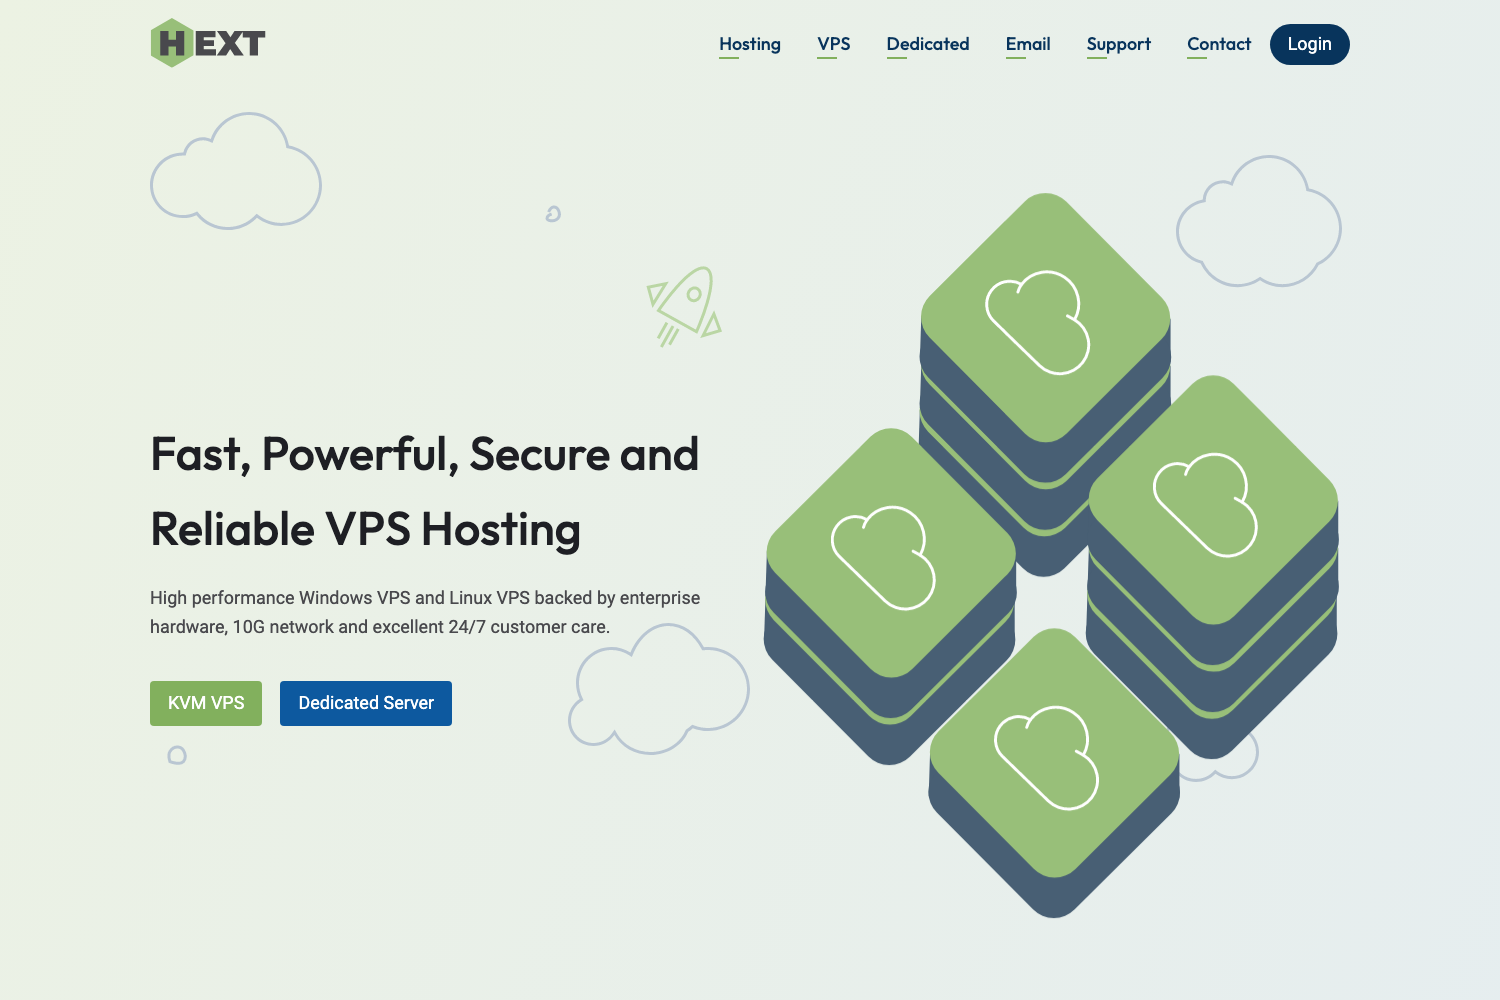 HEXT
Hosting VPS Dedicated Email Support Contact Login
Fast, Powerful, Secure and
Reliable VPS Hosting
High performance Windows VPS and Linux VPS backed by enterprise
hardware, 10G network and excellent 24/7 customer care.
KVM VPS Dedicated Server